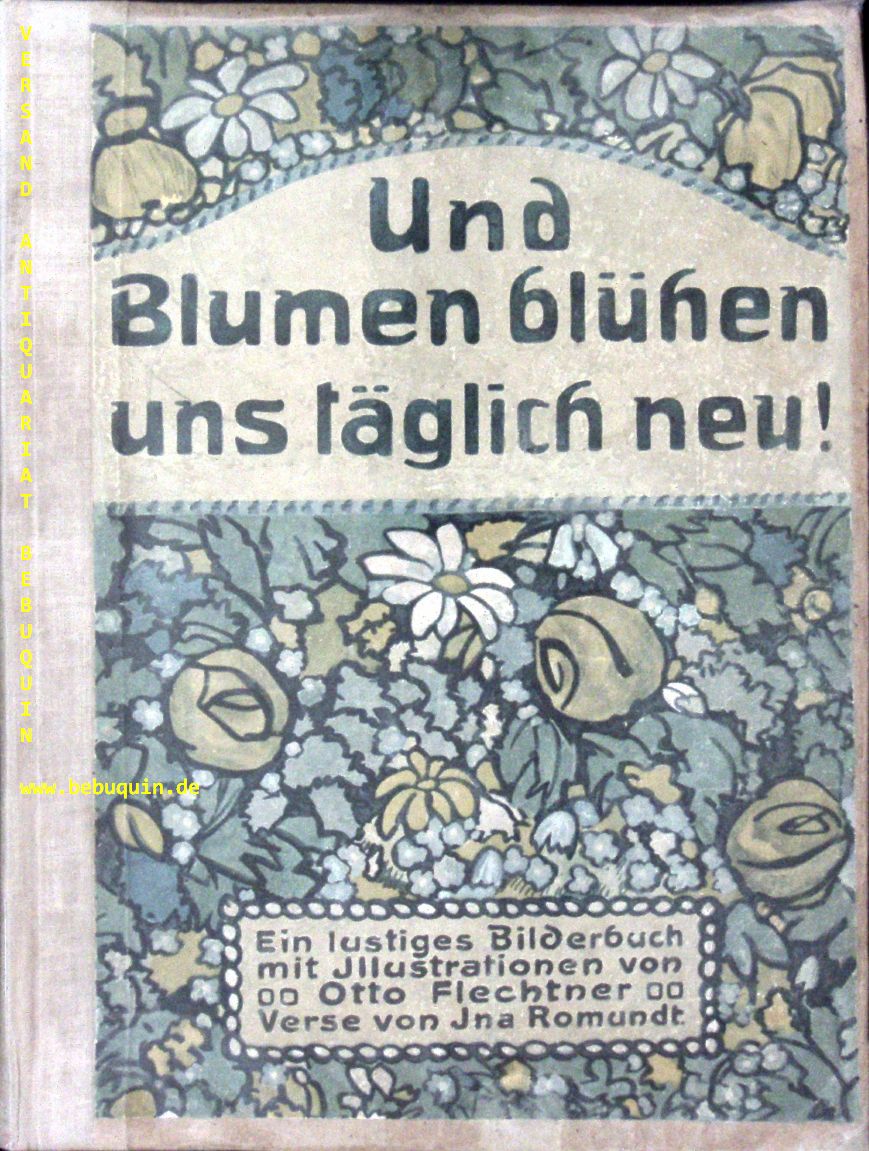 Und
Blumen blühen
uns täglich neu!
Ein lustiges Bilderbuch
mit Jllustrationen von
Otto Flechtner
Verse von Jna Romundt
VERSAND ANTIQUARIAT BEBUQUIN
www.bebuquin.de